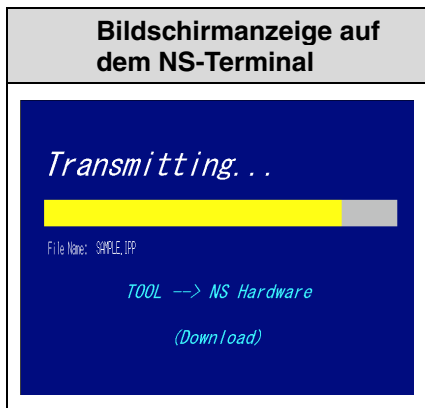 Bildschirmanzeige auf
dem NS-Terminal
Transmitting...
File Name: SAMPLE.IPP
TOOL --> NS Hardware
(Download)